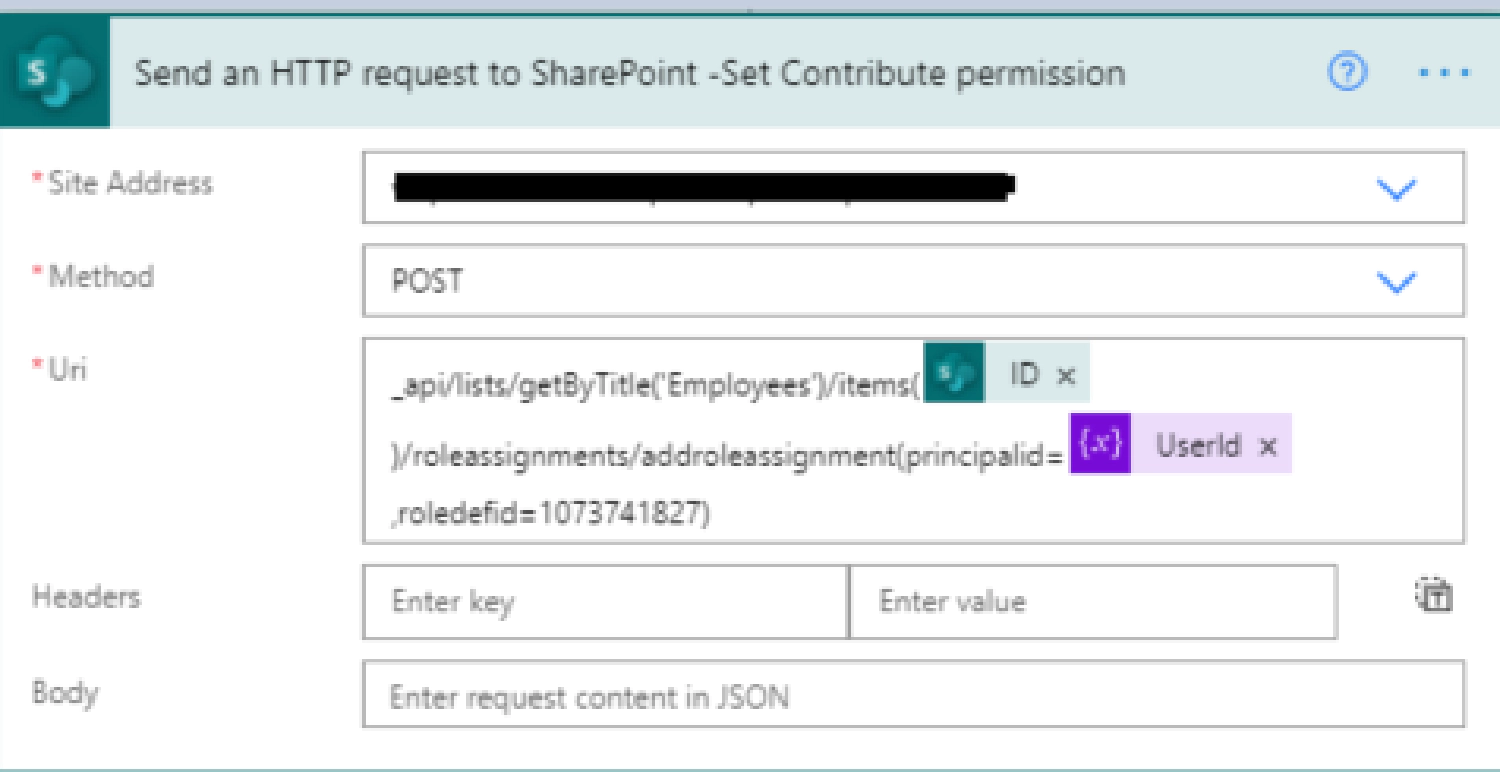 Send an HTTP request to SharePoint -Set Contribute permission
* Site Address
* Method
POST
* Uri
_api/lists/getByTitle('Employees')/items( ID ×
)/roleassignments/addroleassignment(principalid= {x} UserId ×
,roledefid=1073741827)
Headers
Enter key
Enter value
Body
Enter request content in JSON